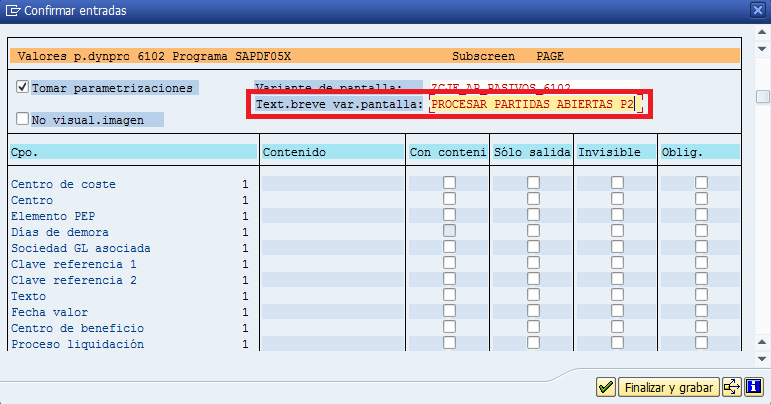 Confirmar entradas
Valores p.dynpro 6102 Programa SAPDF05X Subscreen PAGE
Tomar parametrizaciones Variante de pantalla: ZCJE_AR_PASIVOS_6102
Text.breve var.pantalla: PROCESAR PARTIDAS ABIERTAS P2
No visual.imagen
Cpo. Contenido Con conteni Sólo salida Invisible Oblig.
Centro de coste 1
Centro 1
Elemento PEP 1
Días de demora 1
Sociedad GL asociada 1
Clave referencia 1 1
Clave referencia 2 1
Texto 1
Fecha valor 1
Centro de beneficio 1
Proceso liquidación 1
Finalizar y grabar